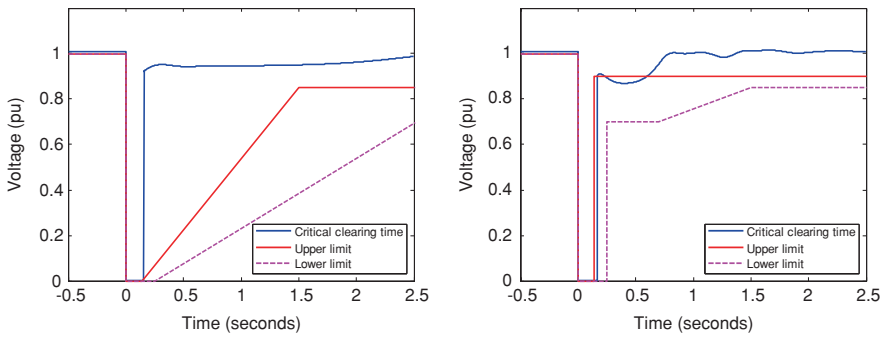 1
0.8
0.6
0.4
0.2
0
Voltage (pu)
-0.5
0
0.5
1
1.5
2
2.5
Time (seconds)
Critical clearing time
Upper limit
Lower limit
1
0.8
0.6
0.4
0.2
0
Voltage (pu)
-0.5
0
0.5
1
1.5
2
2.5
Time (seconds)
Critical clearing time
Upper limit
Lower limit